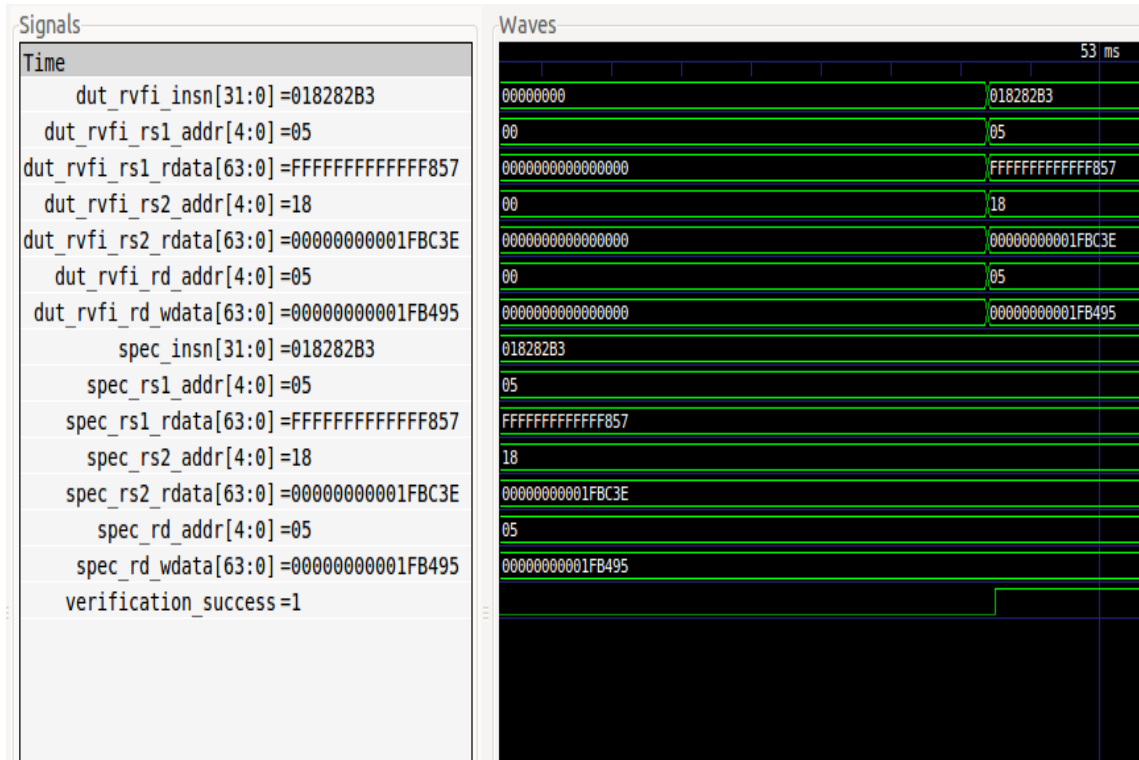 Signals
Time
dut_rvfi_insn[31:0]=018282B3
dut_rvfi_rs1_addr[4:0]=05
dut_rvfi_rs1_rdata[63:0]=FFFFFFFFFFFFF857
dut_rvfi_rs2_addr[4:0]=18
dut_rvfi_rs2_rdata[63:0]=00000000001FBC3E
dut_rvfi_rd_addr[4:0]=05
dut_rvfi_rd_wdata[63:0]=00000000001FB495
spec_insn[31:0]=018282B3
spec_rs1_addr[4:0]=05
spec_rs1_rdata[63:0]=FFFFFFFFFFFFF857
spec_rs2_addr[4:0]=18
spec_rs2_rdata[63:0]=00000000001FBC3E
spec_rd_addr[4:0]=05
spec_rd_wdata[63:0]=00000000001FB495
verification_success=1
Waves
53 ms
00000000 018282B3
00 05
0000000000000000 FFFFFFFFFFFFF857
00 18
0000000000000000 00000000001FBC3E
00 05
0000000000000000 00000000001FB495
018282B3
05
FFFFFFFFFFFFF857
18
00000000001FBC3E
05
00000000001FB495